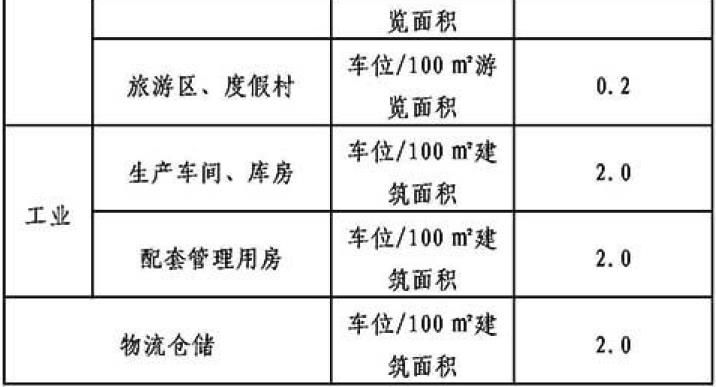 览面积
旅游区、度假村
车位/100 ㎡游
览面积
0.2
工业
生产车间、库房
车位/100 ㎡建
筑面积
2.0
配套管理用房
车位/100 ㎡建
筑面积
2.0
物流仓储
车位/100 ㎡建
筑面积
2.0